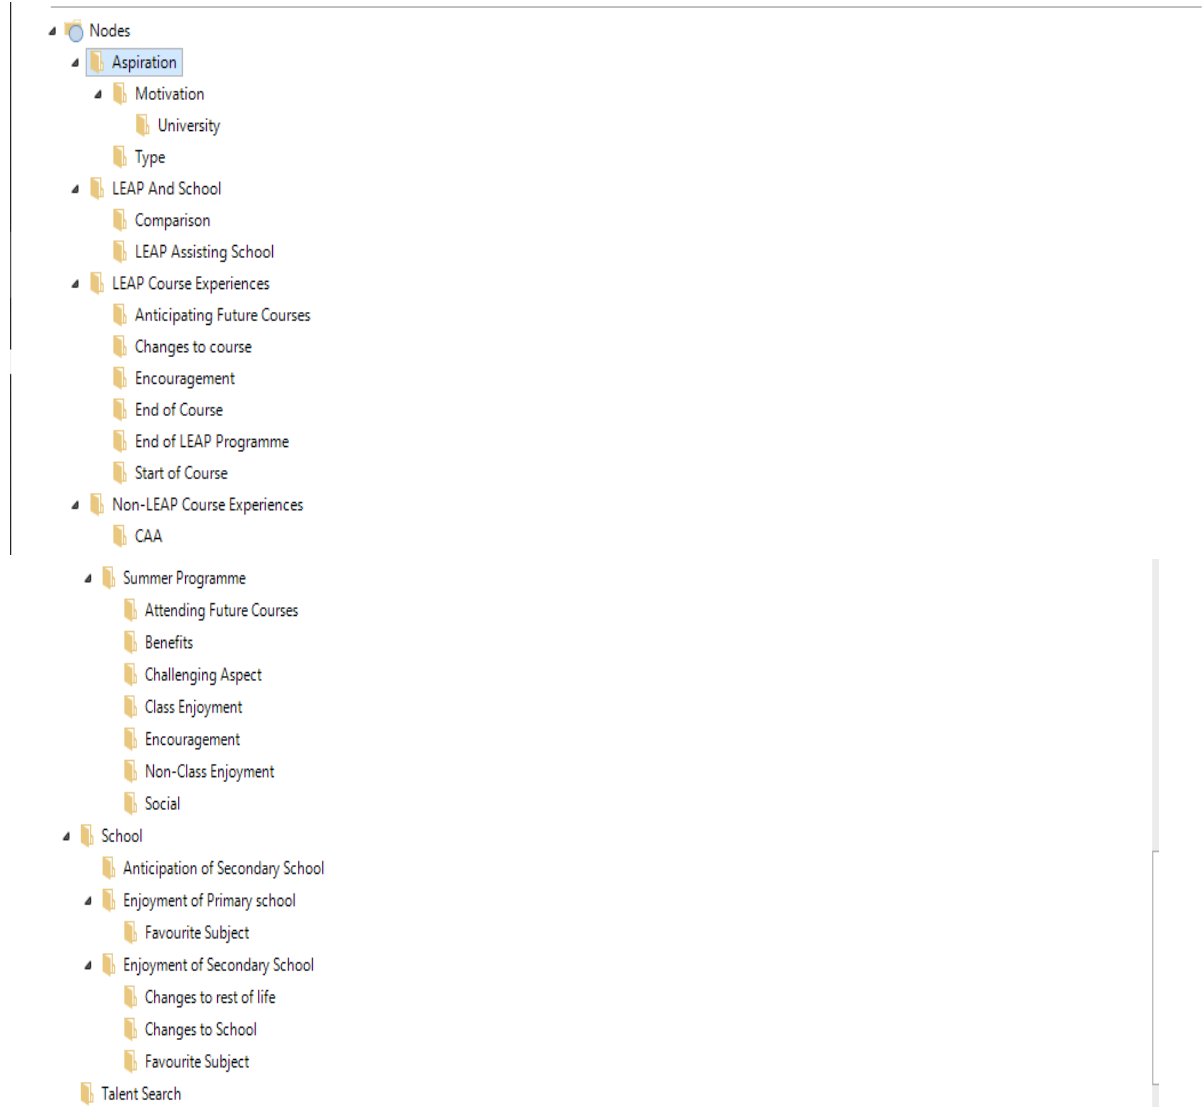 Nodes
Aspiration
Motivation
University
Type
LEAP And School
Comparison
LEAP Assisting School
LEAP Course Experiences
Anticipating Future Courses
Changes to course
Encouragement
End of Course
End of LEAP Programme
Start of Course
Non-LEAP Course Experiences
CAA
Summer Programme
Attending Future Courses
Benefits
Challenging Aspect
Class Enjoyment
Encouragement
Non-Class Enjoyment
Social
School
Anticipation of Secondary School
Enjoyment of Primary school
Favourite Subject
Enjoyment of Secondary School
Changes to rest of life
Changes to School
Favourite Subject
Talent Search